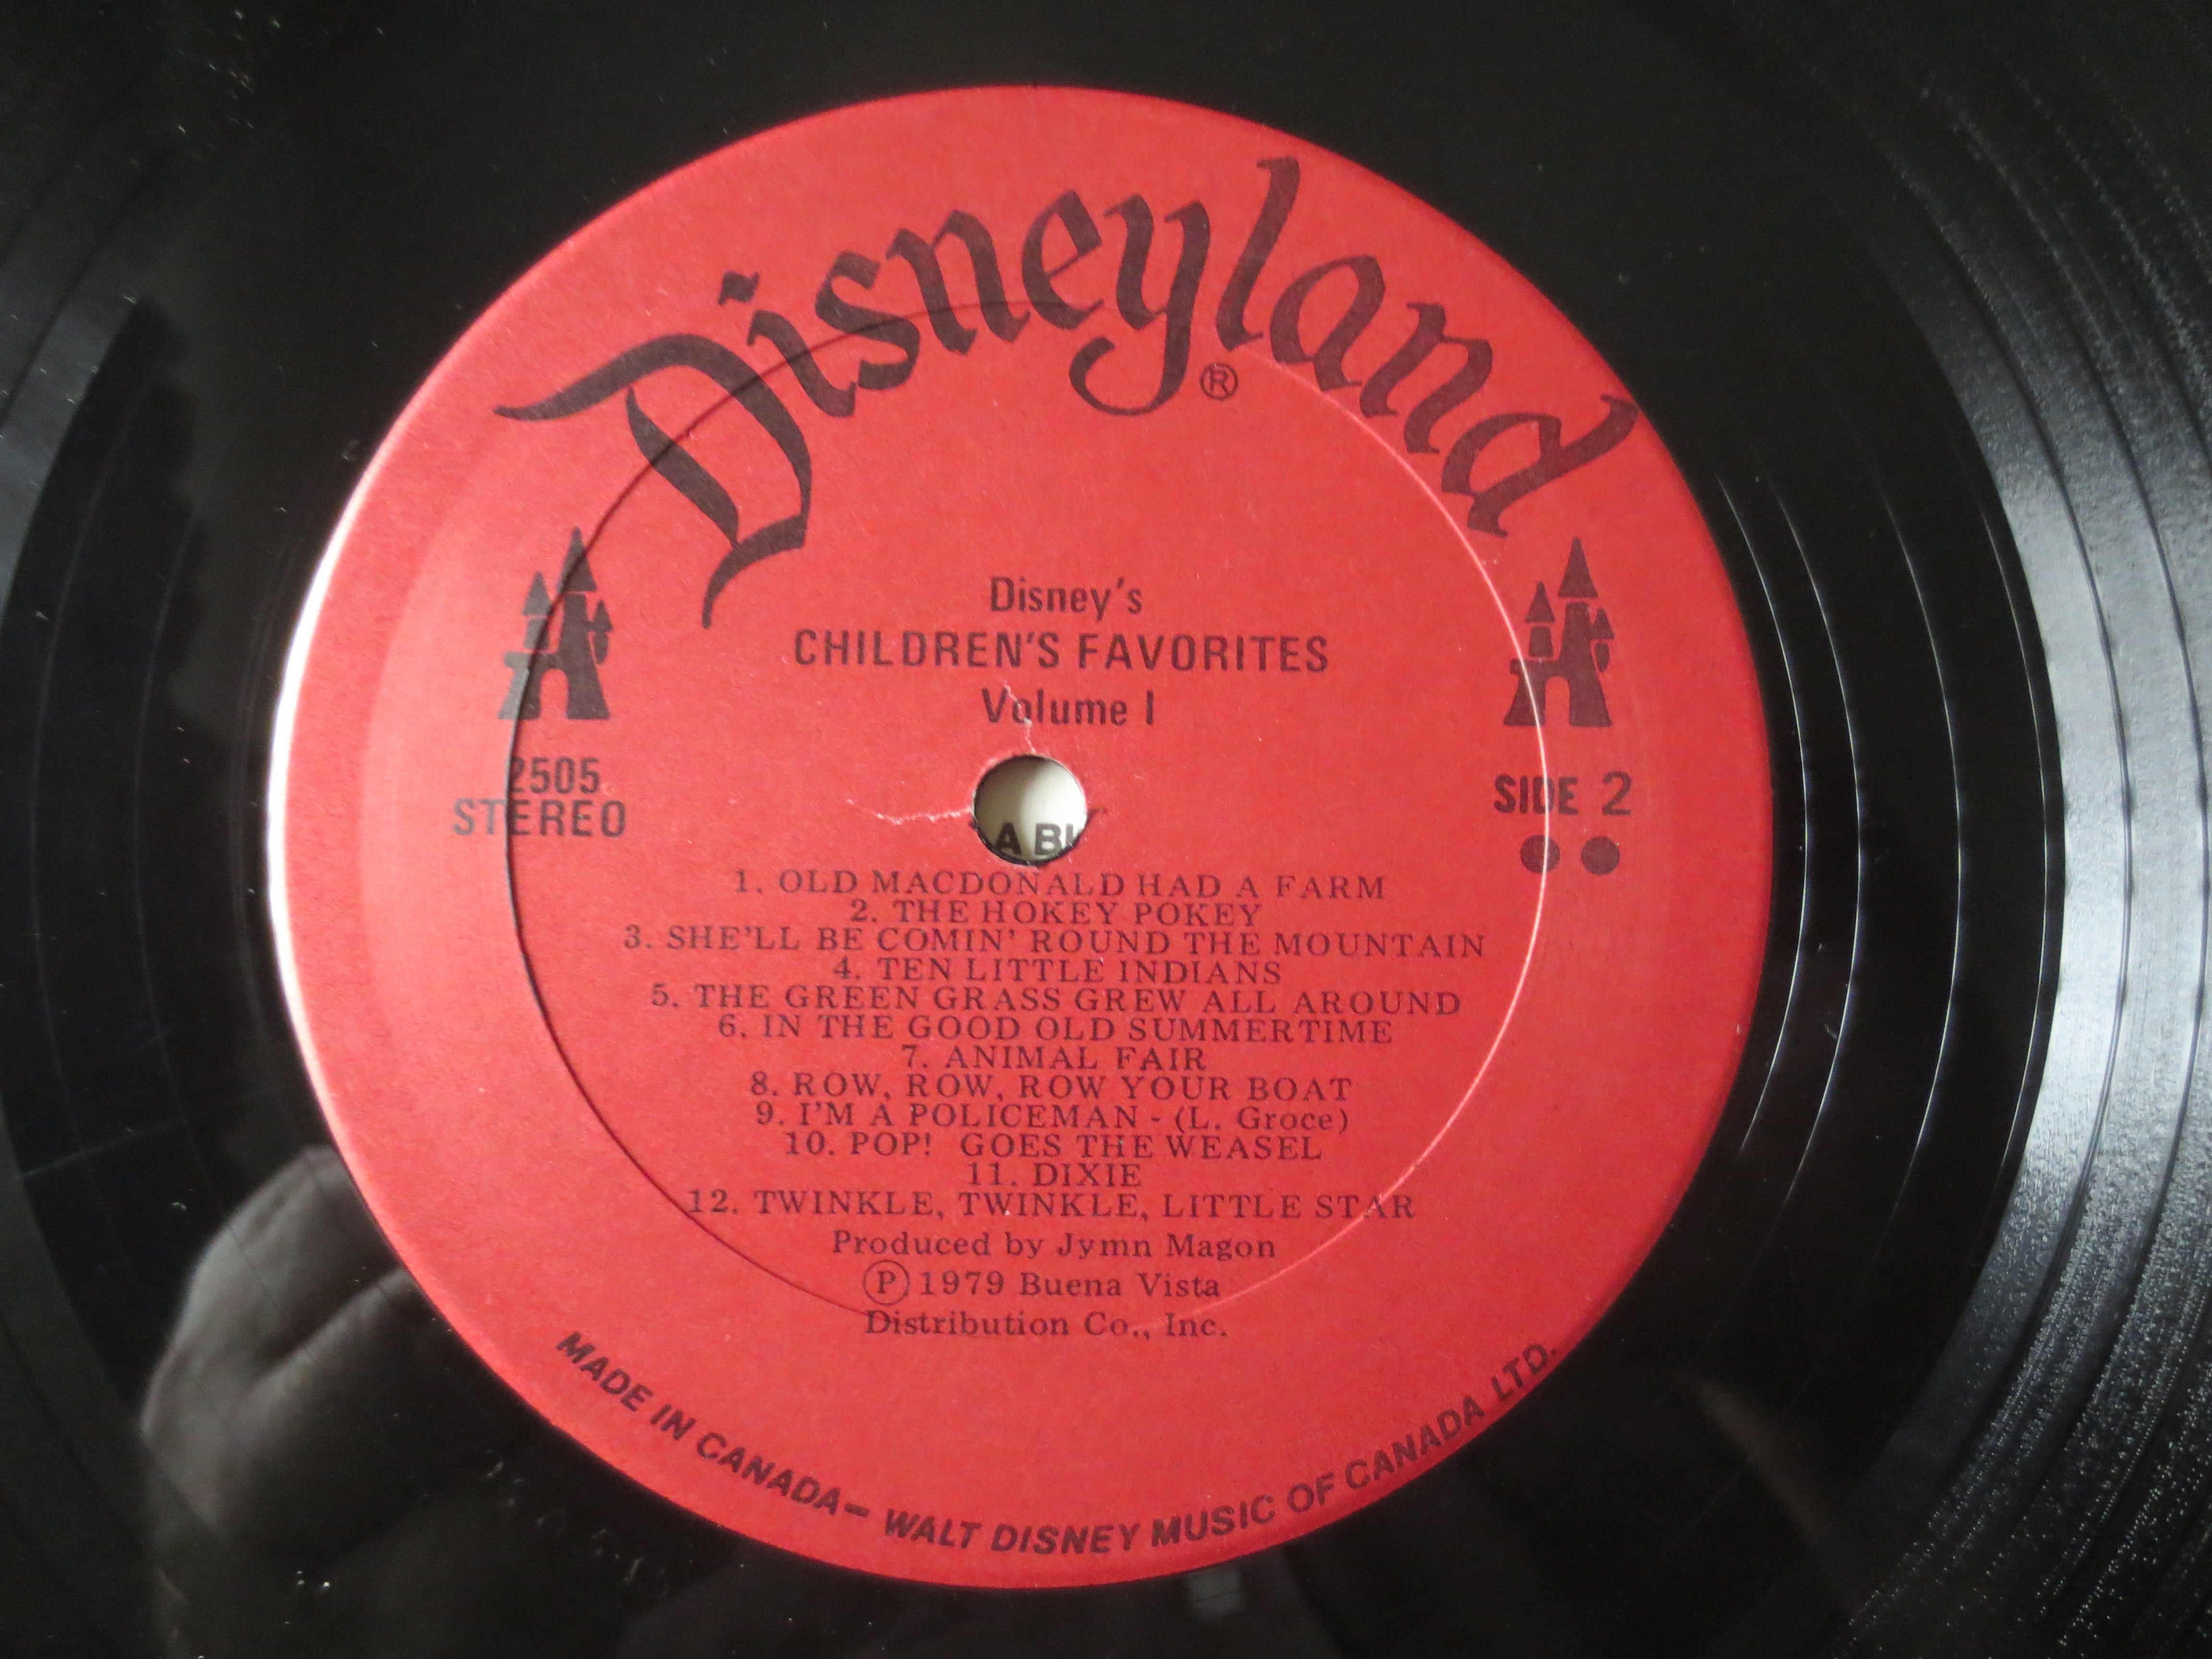 Disneyland®
Disney's
CHILDREN'S FAVORITES
Volume I
2505
STEREO
SIDE 2
A
1. OLD MACDONALD HAD A FARM
2. THE HOKEY POKEY
3. SHE'LL BE COMIN' ROUND THE MOUNTAIN
4. TEN LITTLE INDIANS
5. THE GREEN GRASS GREW ALL AROUND
6. IN THE GOOD OLD SUMMERTIME
7. ANIMAL FAIR
8. ROW, ROW, ROW YOUR BOAT
9. I'M A POLICEMAN - (L. Groce)
10. POP! GOES THE WEASEL
11. DIXIE
12. TWINKLE, TWINKLE, LITTLE STAR
Produced by Jymn Magon
Ⓟ 1979 Buena Vista
Distribution Co., Inc.
MADE IN CANADA — WALT DISNEY MUSIC OF CANADA LTD.